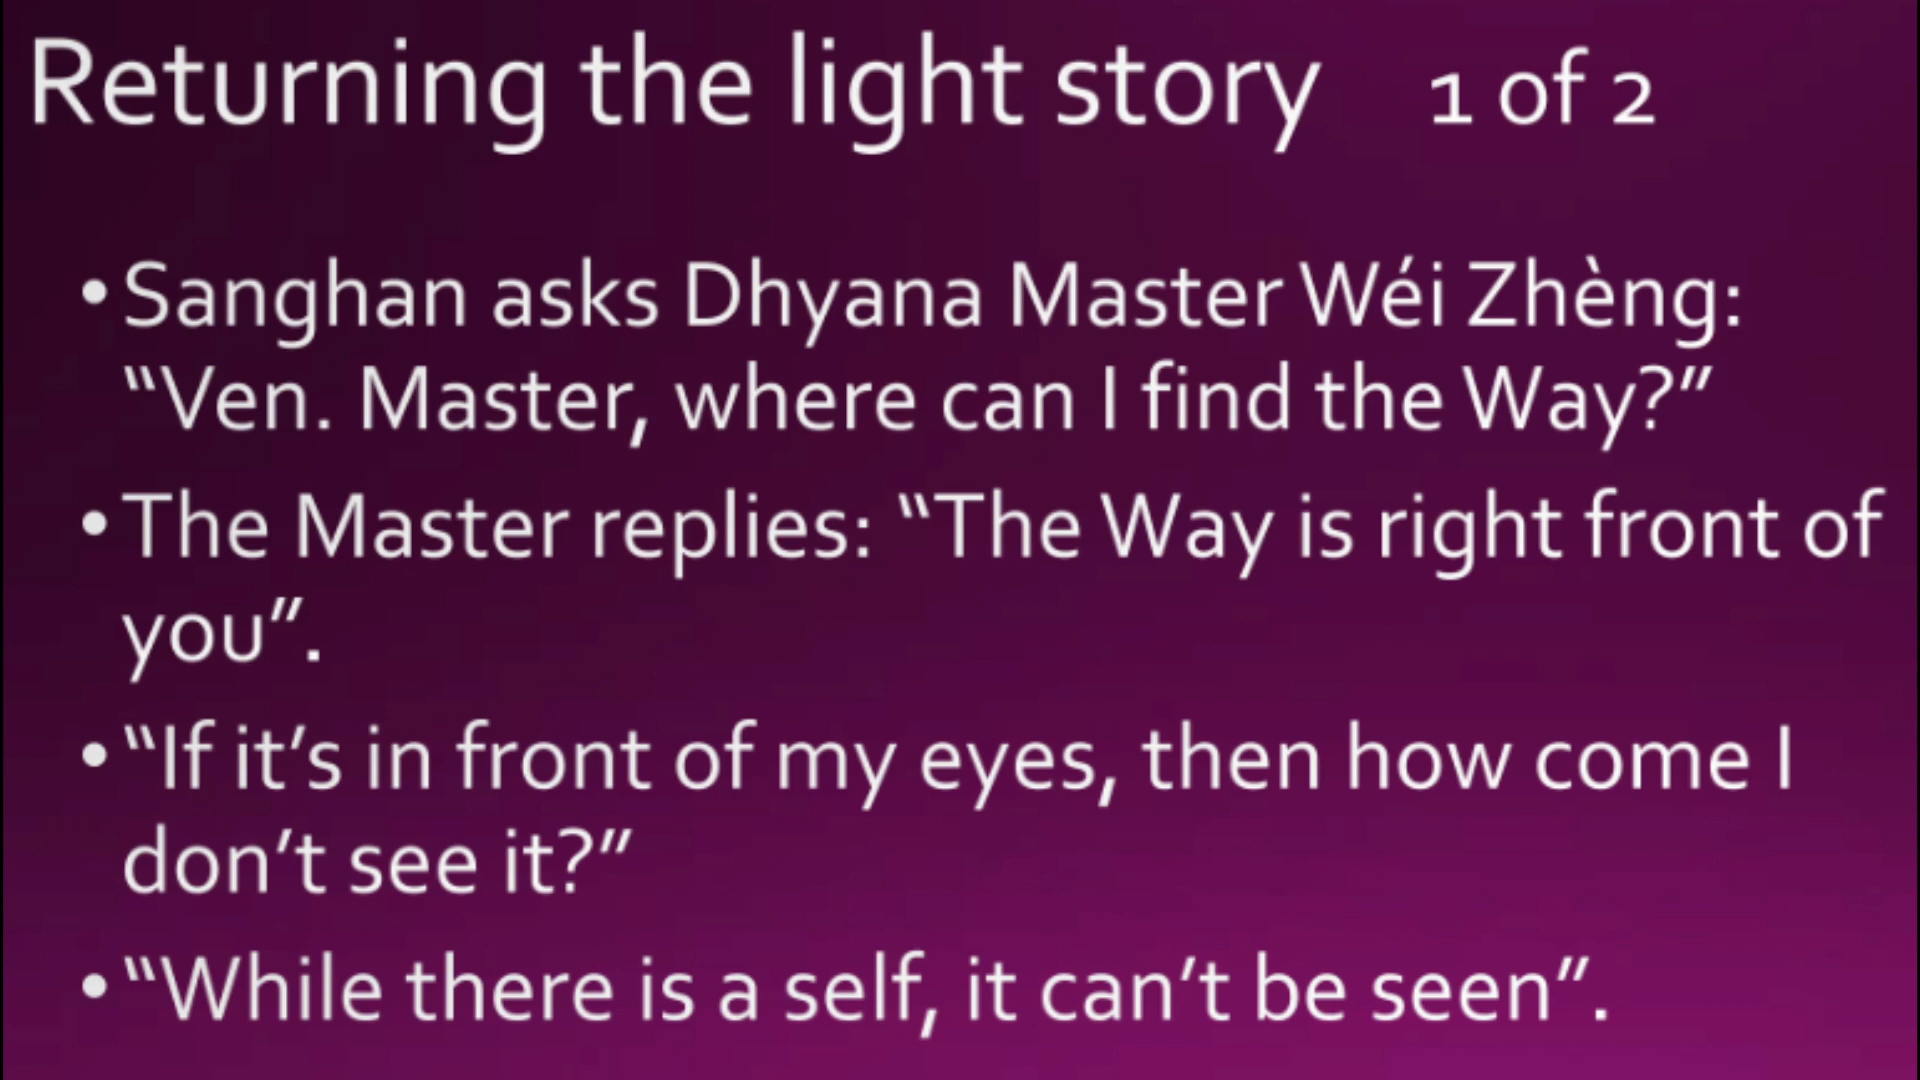 Returning the light story 1 of 2
•Sanghan asks Dhyana Master Wéi Zhèng:
“Ven. Master, where can I find the Way?”
•The Master replies: “The Way is right front of
you”.
•“If it’s in front of my eyes, then how come I
don’t see it?”
•“While there is a self, it can’t be seen”.